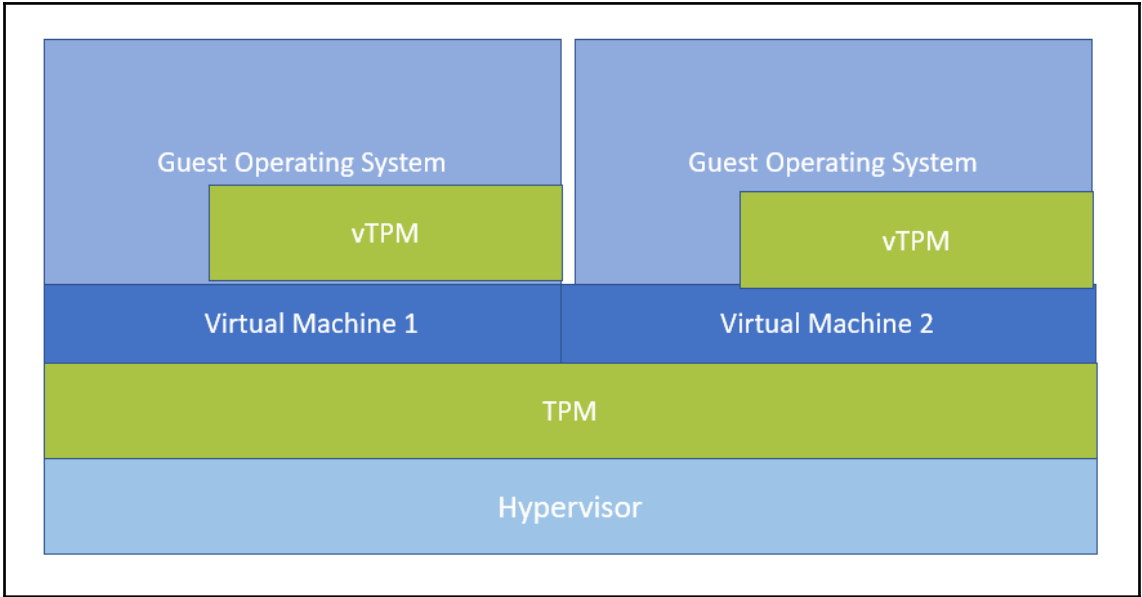 Guest Operating System
Guest Operating System
vTPM
vTPM
Virtual Machine 1
Virtual Machine 2
TPM
Hypervisor